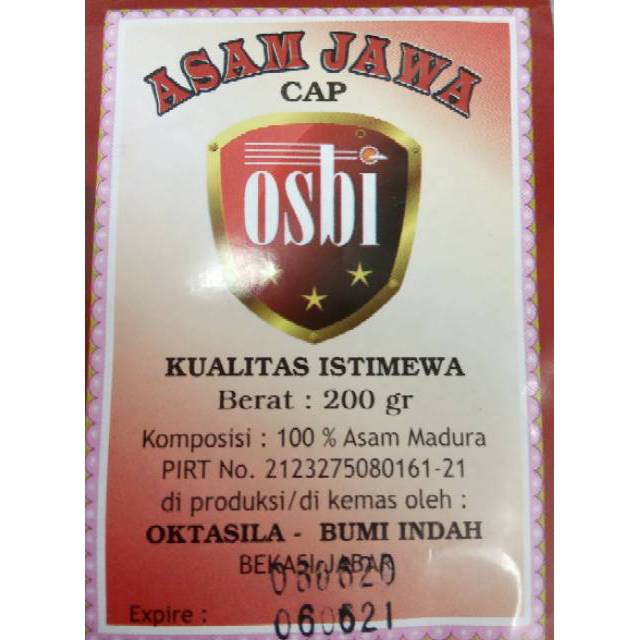 ASAM JAWA
CAP
osbi
KUALITAS ISTIMEWA
Berat : 200 gr
Komposisi : 100 % Asam Madura
PIRT No. 2123275080161-21
di produksi/di kemas oleh :
OKTASILA - BUMI INDAH
BEKASI-JABAR
Expire :